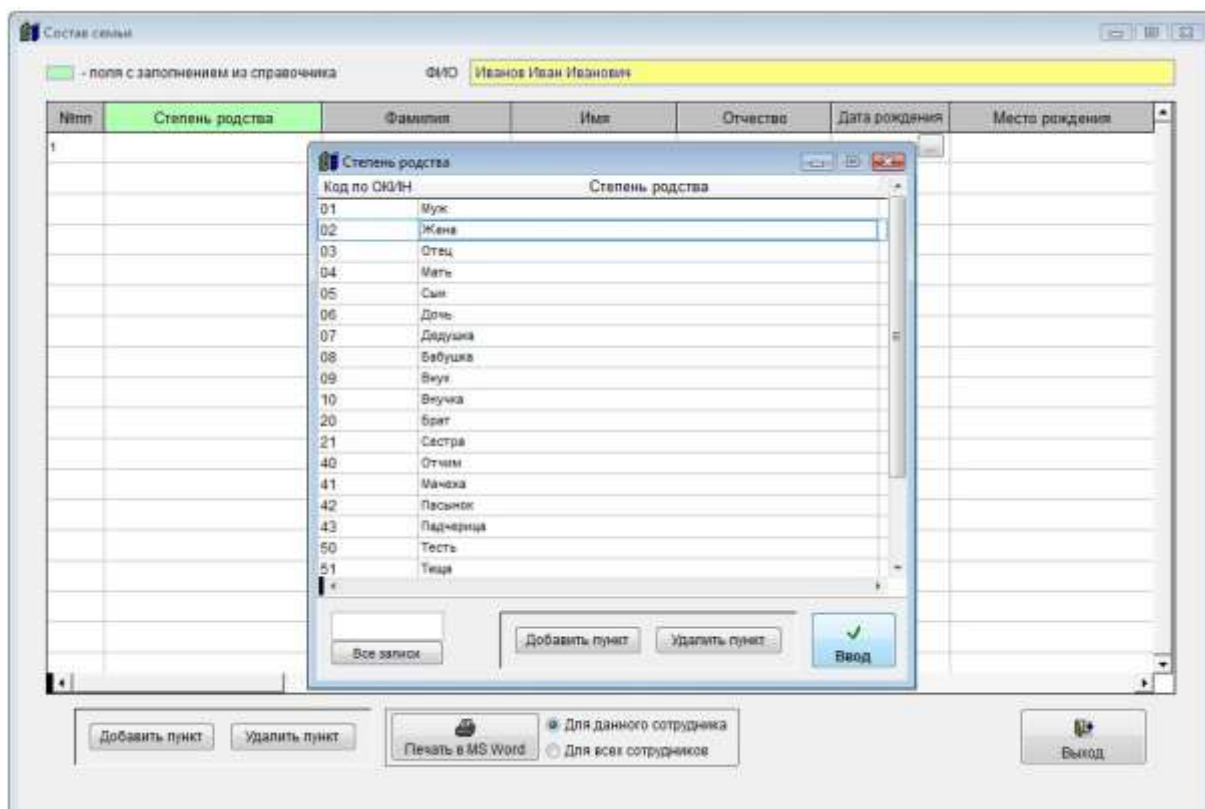 Состав семьи
- поля с заполнением из справочника ФИО Иванов Иван Иванович
№пп Степень родства Фамилия Имя Отчество Дата рождения Место рождения
1 ...
Степень родства
Код по ОКИН Степень родства
01 Муж
02 Жена
03 Отец
04 Мать
05 Сын
06 Дочь
07 Дедушка
08 Бабушка
09 Внук
10 Внучка
20 Брат
21 Сестра
40 Отчим
41 Мачеха
42 Пасынок
43 Падчерица
50 Тесть
51 Теща
Все записи Добавить пункт Удалить пункт Ввод
Добавить пункт Удалить пункт Печать в MS Word Для данного сотрудника
Для всех сотрудников
Выход